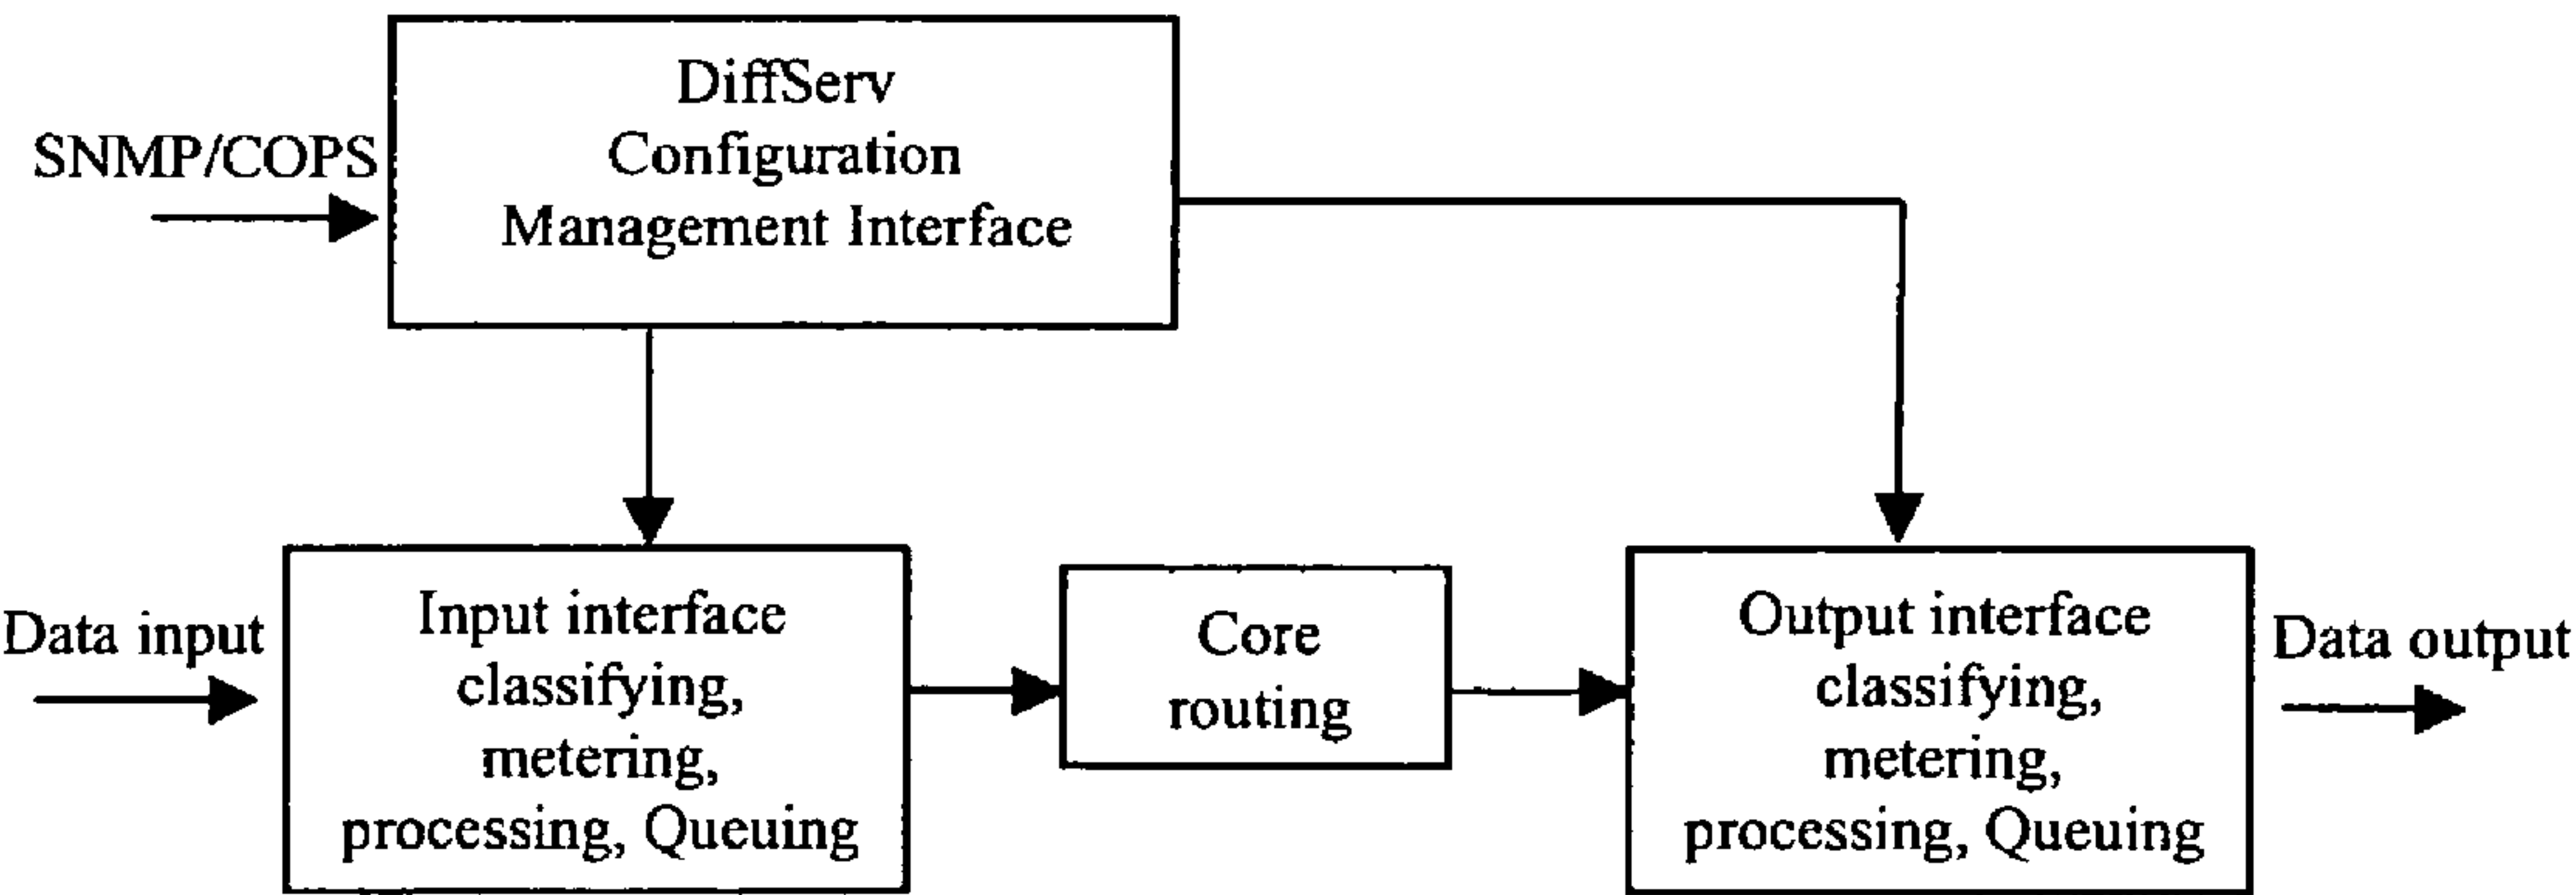 DiffServ
Configuration
Management Interface
SNMP/COPS
Data input
Input interface
classifying,
metering,
processing, Queuing
Core
routing
Output interface
classifying,
metering,
processing, Queuing
Data output